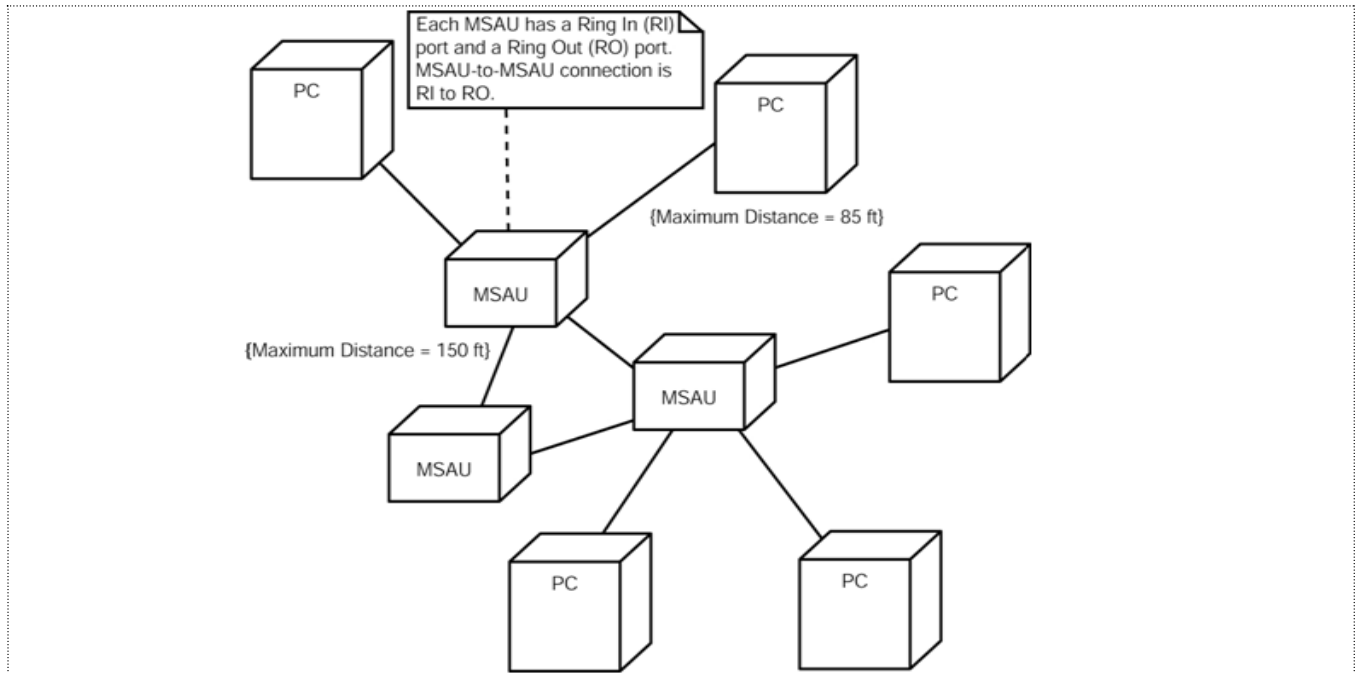 Each MSAU has a Ring In (RI)
port and a Ring Out (RO) port.
MSAU-to-MSAU connection is
RI to RO.
PC
PC
{Maximum Distance = 85 ft}
MSAU
PC
{Maximum Distance = 150 ft}
MSAU
MSAU
PC
PC